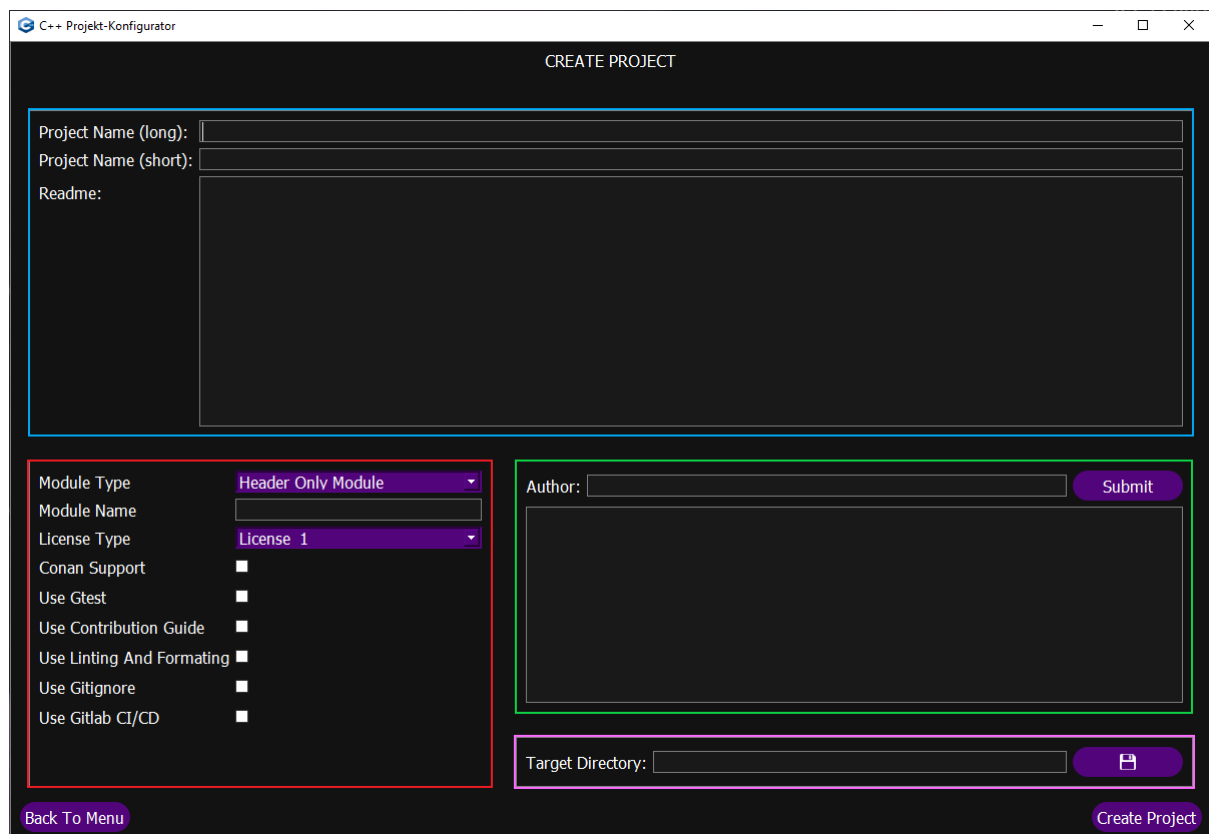 C++ Projekt-Konfigurator
CREATE PROJECT
Project Name (long):
Project Name (short):
Readme:
Module Type
Header Only Module
Module Name
License Type
License 1
Conan Support
Use Gtest
Use Contribution Guide
Use Linting And Formating
Use Gitignore
Use Gitlab CI/CD
Author:
Submit
Target Directory:
Back To Menu
Create Project